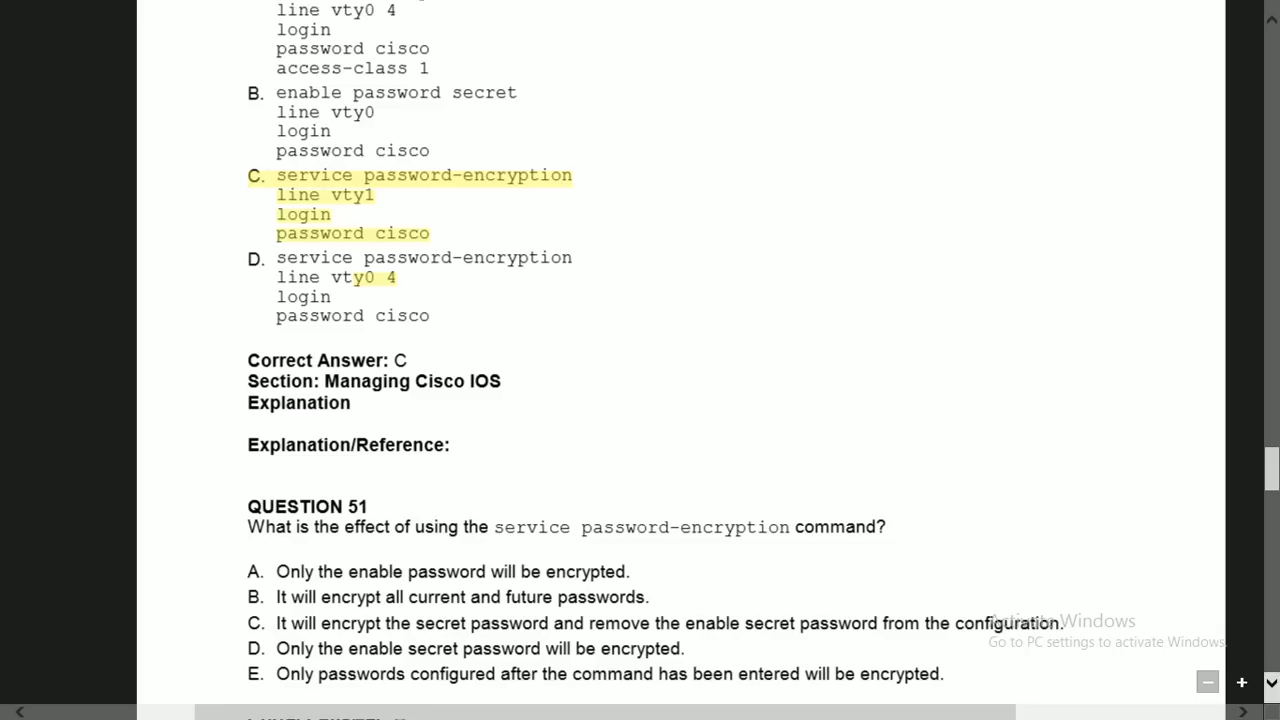 line vty0 4
login
password cisco
access-class 1
B. enable password secret
line vty0
login
password cisco
C. service password-encryption
line vty1
login
password cisco
D. service password-encryption
line vty0 4
login
password cisco
Correct Answer: C
Section: Managing Cisco IOS
Explanation
Explanation/Reference:
QUESTION 51
What is the effect of using the service password-encryption command?
A. Only the enable password will be encrypted.
B. It will encrypt all current and future passwords.
C. It will encrypt the secret password and remove the enable secret password from the configuration.
Activate Windows
Go to PC settings to activate Windows.
D. Only the enable secret password will be encrypted.
E. Only passwords configured after the command has been entered will be encrypted.